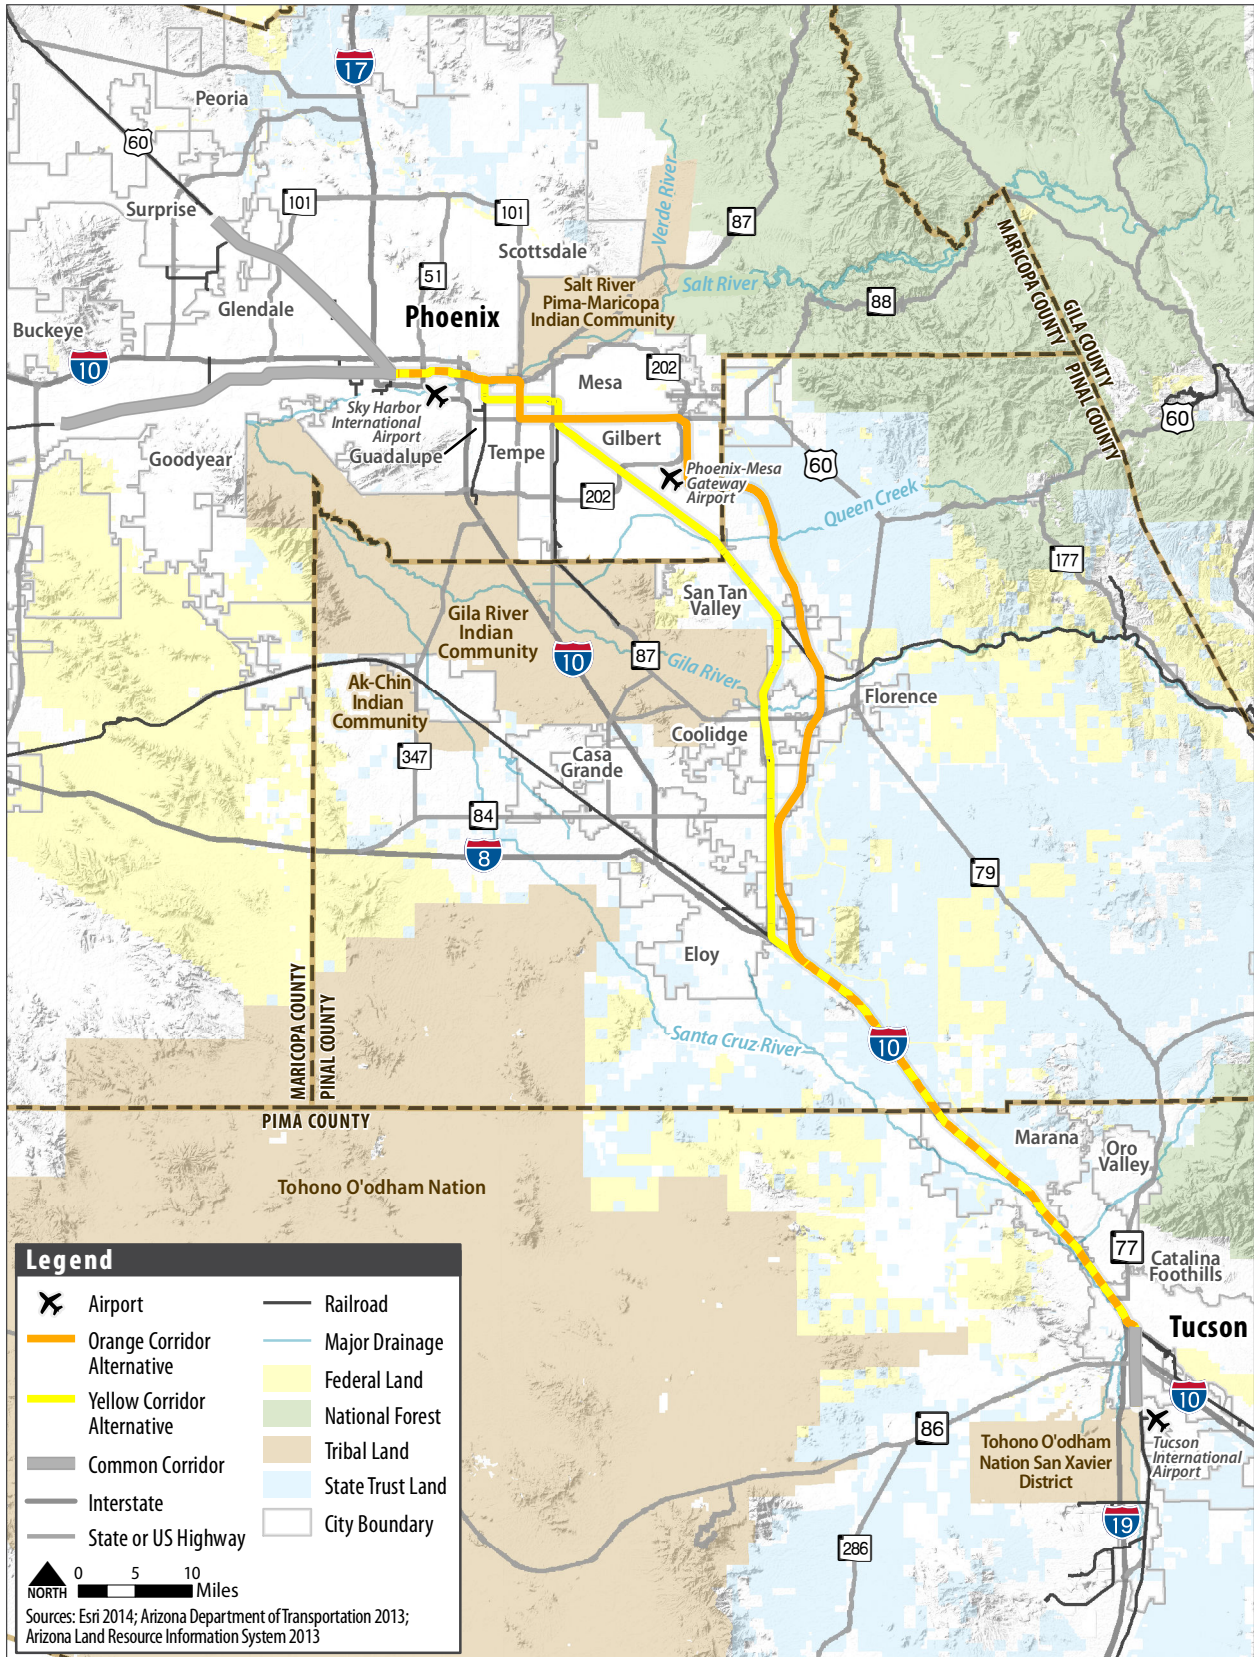 17
Peoria
60
Surprise
101
101
Scottsdale
Verde River
87
51
Salt River
Pima-Maricopa
Indian Community
Salt River
88
Glendale
Phoenix
Buckeye
10
MARICOPA COUNTY
GILA COUNTY
PINAL COUNTY
202
Mesa
60
Sky Harbor
International
Airport
Guadalupe
Tempe
Gilbert
Goodyear
60
Phoenix-Mesa
Gateway
Airport
202
Queen Creek
177
San Tan
Valley
Gila River
Indian
Community
10
87
Gila River
Ak-Chin
Indian
Community
Florence
Coolidge
347
Casa
Grande
84
8
79
Eloy
MARICOPA COUNTY
PINAL COUNTY
Santa Cruz River
10
PIMA COUNTY
Marana
Oro
Valley
Tohono O'odham Nation
77
Catalina
Foothills
Tucson
10
86
Tohono O'odham
Nation San Xavier
District
Tucson
International
Airport
19
286
Legend
Airport
Orange Corridor
Alternative
Yellow Corridor
Alternative
Common Corridor
Interstate
State or US Highway
Railroad
Major Drainage
Federal Land
National Forest
Tribal Land
State Trust Land
City Boundary
NORTH
0 5 10
Miles
Sources: Esri 2014; Arizona Department of Transportation 2013;
Arizona Land Resource Information System 2013